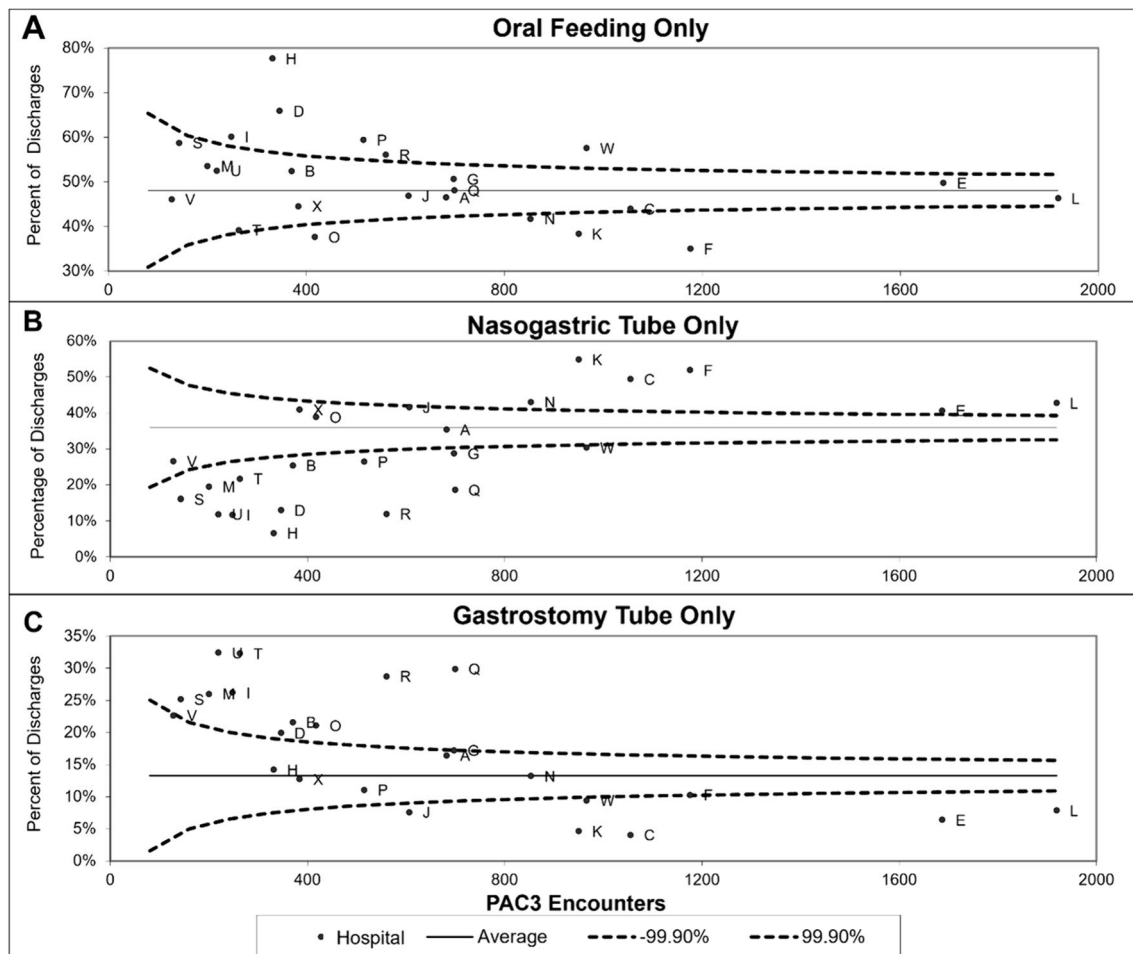 A
Oral Feeding Only
Percent of Discharges
80%
70%
60%
50%
40%
30%
H
D
I
P
S
R
W
M
U
B
G
Q
E
V
X
J
A
L
N
C
T
O
K
F
0
400
800
1200
1600
2000
B
Nasogastric Tube Only
Percentage of Discharges
60%
50%
40%
30%
20%
10%
0%
K
F
C
X
O
J
N
E
L
A
V
B
P
G
W
T
M
S
Q
D
U
I
R
H
0
400
800
1200
1600
2000
C
Gastrostomy Tube Only
Percent of Discharges
35%
30%
25%
20%
15%
10%
5%
0%
U
T
Q
R
S
M
I
V
B
O
D
G
A
H
X
N
P
W
F
J
K
C
E
L
0
400
800
1200
1600
2000
PAC3 Encounters
Hospital
Average
-99.90%
99.90%